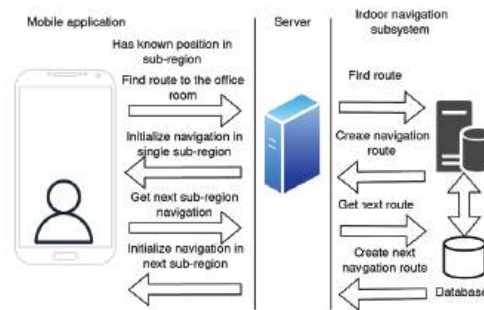 Mobile application
Server
Indoor navigation
subsystem
Has known position in
sub-region
Find route to the office
room
Find route
Initialize navigation in
single sub-region
Create navigation
route
Get next sub-region
navigation
Get next route
Initialize navigation in
next sub-region
Create next
navgation route
Database